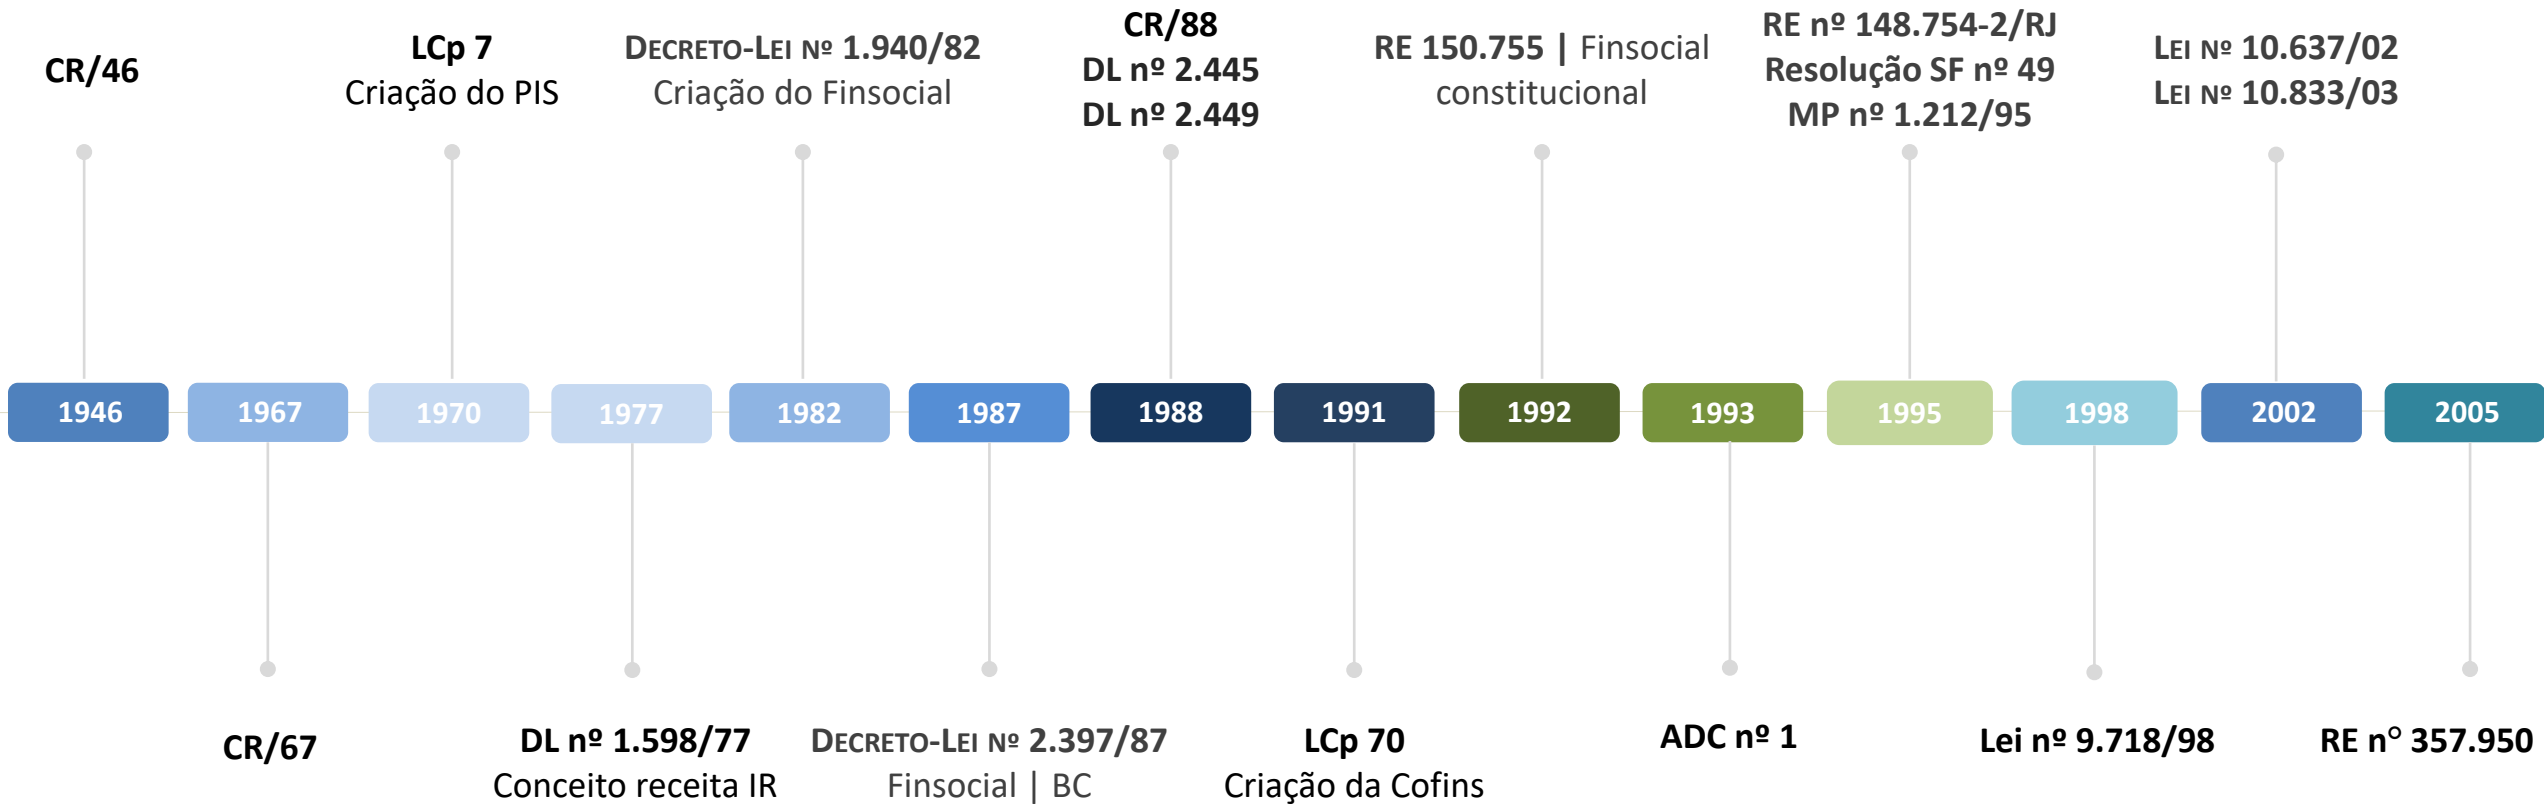 CR/46
LCp 7
Criação do PIS
DECRETO-LEI Nº 1.940/82
Criação do Finsocial
CR/88
DL nº 2.445
DL nº 2.449
RE 150.755 | Finsocial
constitucional
RE nº 148.754-2/RJ
Resolução SF nº 49
MP nº 1.212/95
LEI Nº 10.637/02
LEI Nº 10.833/03
1946
1967
1970
1977
1982
1987
1988
1991
1992
1993
1995
1998
2002
2005
CR/67
DL nº 1.598/77
Conceito receita IR
DECRETO-LEI Nº 2.397/87
Finsocial | BC
LCp 70
Criação da Cofins
ADC nº 1
Lei nº 9.718/98
RE n° 357.950